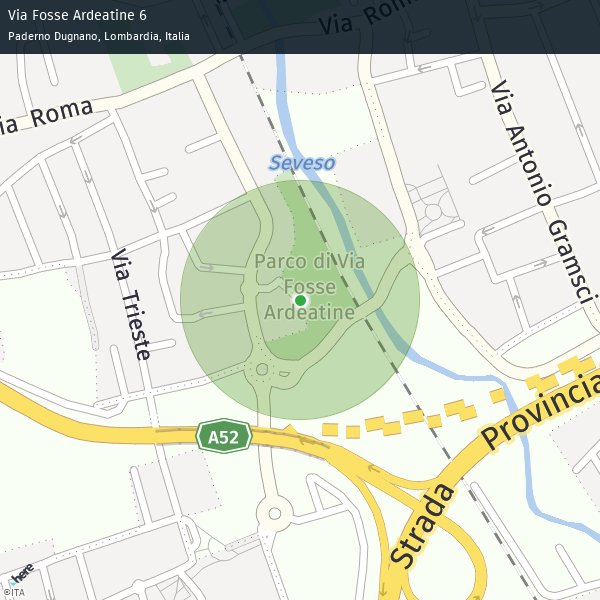 Via Fosse Ardeatine 6
Paderno Dugnano, Lombardia, Italia
Via Roma
ia Roma
Via Antonio Gramsci
Seveso
Parco di Via
Fosse
Ardeatine
Via Trieste
A52
Strada
Provincia
here
©ITA